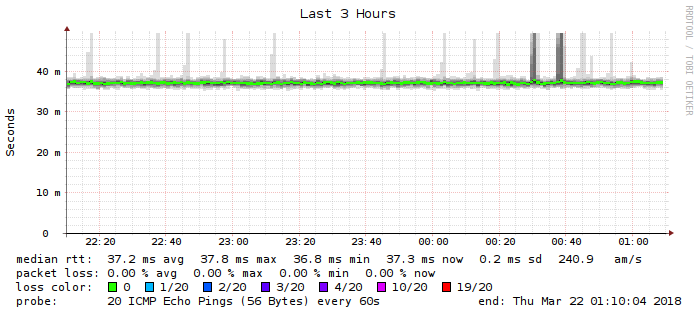 Last 3 Hours
RRDTOOL / TOBI OETIKER
Seconds
40 m
30 m
20 m
10 m
0
22:20 22:40 23:00 23:20 23:40 00:00 00:20 00:40 01:00
median rtt: 37.2 ms avg 37.8 ms max 36.8 ms min 37.3 ms now 0.2 ms sd 240.9 am/s
packet loss: 0.00 % avg 0.00 % max 0.00 % min 0.00 % now
loss color: 0 1/20 2/20 3/20 4/20 10/20 19/20
probe: 20 ICMP Echo Pings (56 Bytes) every 60s end: Thu Mar 22 01:10:04 2018